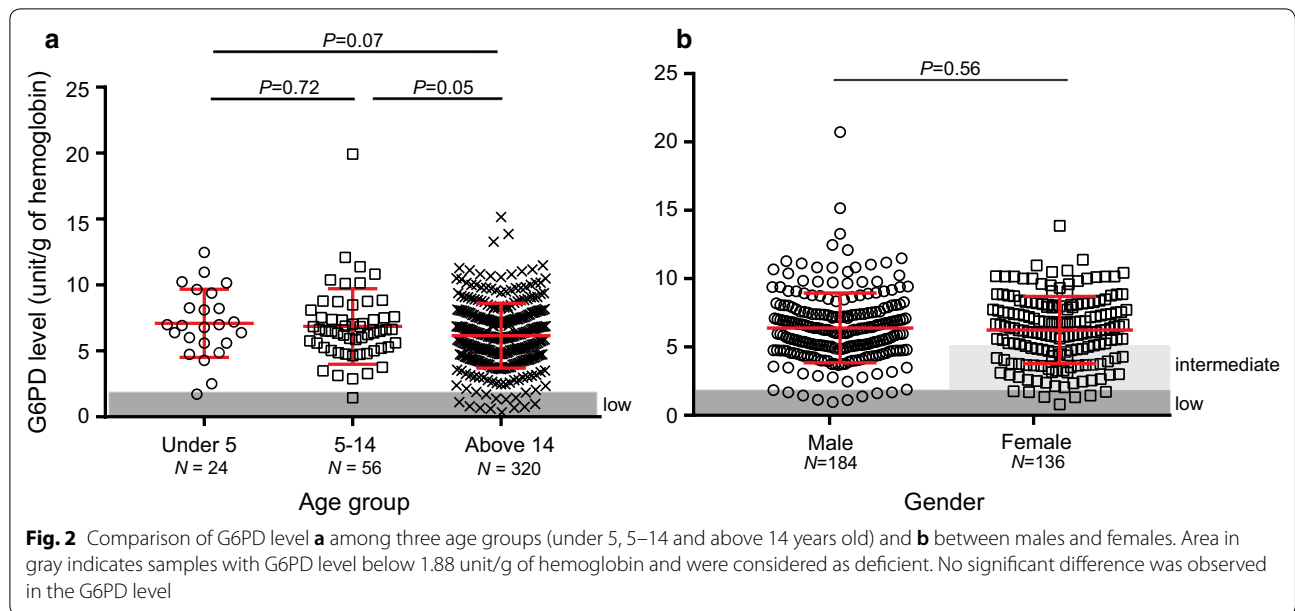 a
P=0.07
P=0.72
P=0.05
G6PD level (unit/g of hemoglobin)
25
20
15
10
5
0
low
Under 5
5-14
Above 14
N = 24
N = 56
N = 320
Age group
b
P=0.56
25
20
15
10
5
0
intermediate
low
Male
Female
N=184
N=136
Gender
Fig. 2 Comparison of G6PD level a among three age groups (under 5, 5–14 and above 14 years old) and b between males and females. Area in
gray indicates samples with G6PD level below 1.88 unit/g of hemoglobin and were considered as deficient. No significant difference was observed
in the G6PD level